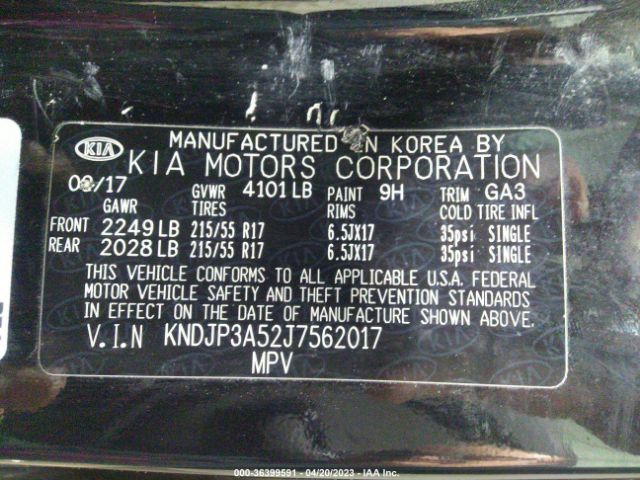 MANUFACTURED IN KOREA BY
KIA KIA MOTORS CORPORATION
/17 GVWR 4101 LB PAINT 9H TRIM GA3
GAWR TIRES RIMS COLD TIRE INFL
FRONT 2249 LB 215/55 R17 6.5JX17 35psi SINGLE
REAR 2028 LB 215/55 R17 6.5JX17 35psi SINGLE
THIS VEHICLE CONFORMS TO ALL APPLICABLE U.S.A. FEDERAL
MOTOR VEHICLE SAFETY AND THEFT PREVENTION STANDARDS
IN EFFECT ON THE DATE OF MANUFACTURE SHOWN ABOVE.
V.I.N KNDJP3A52J7562017
MPV
000-36399591 - 04/20/2023 - IAA Inc.